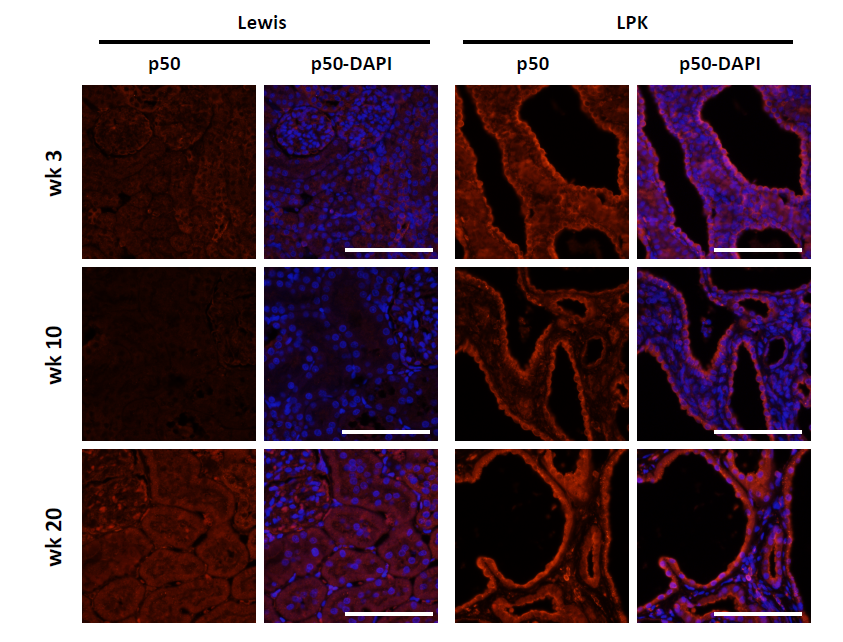 Lewis LPK
p50 p50-DAPI p50 p50-DAPI
wk 3
wk 10
wk 20